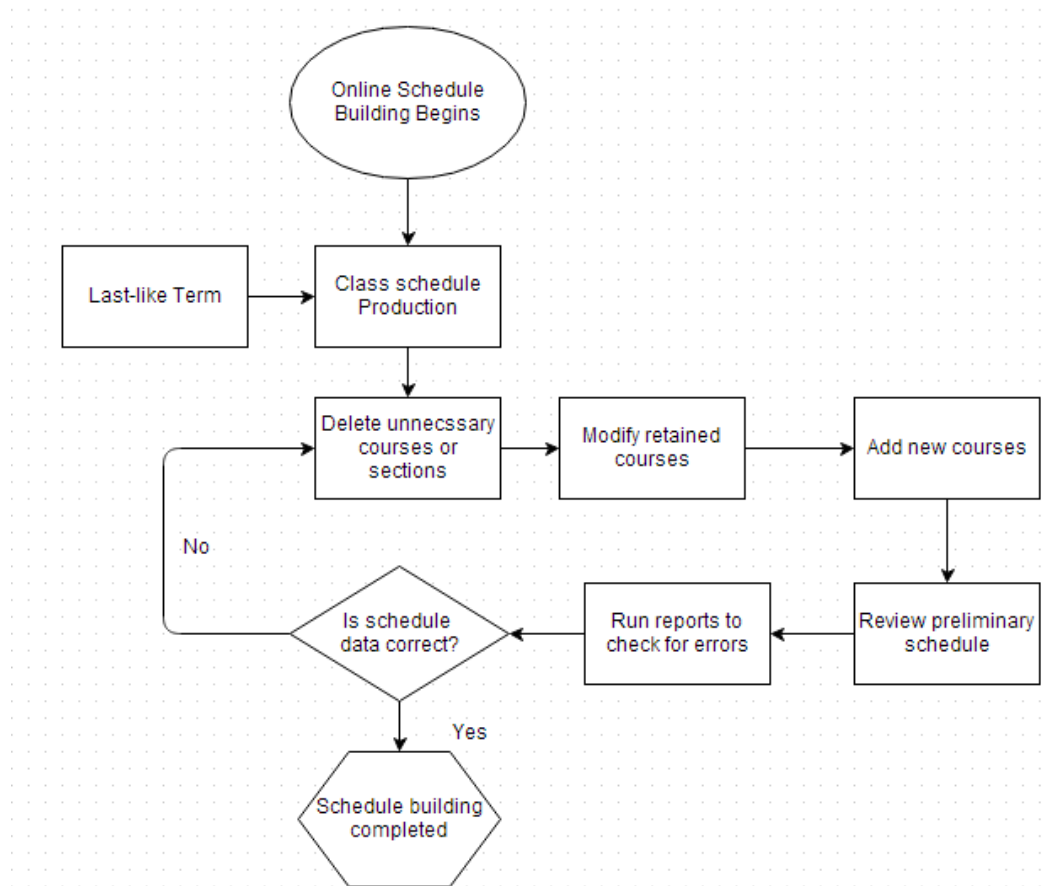 Online Schedule
Building Begins
Last-like Term
Class schedule
Production
Delete unnecssary
courses or
sections
Modify retained
courses
Add new courses
No
Is schedule
data correct?
Run reports to
check for errors
Review preliminary
schedule
Yes
Schedule building
completed